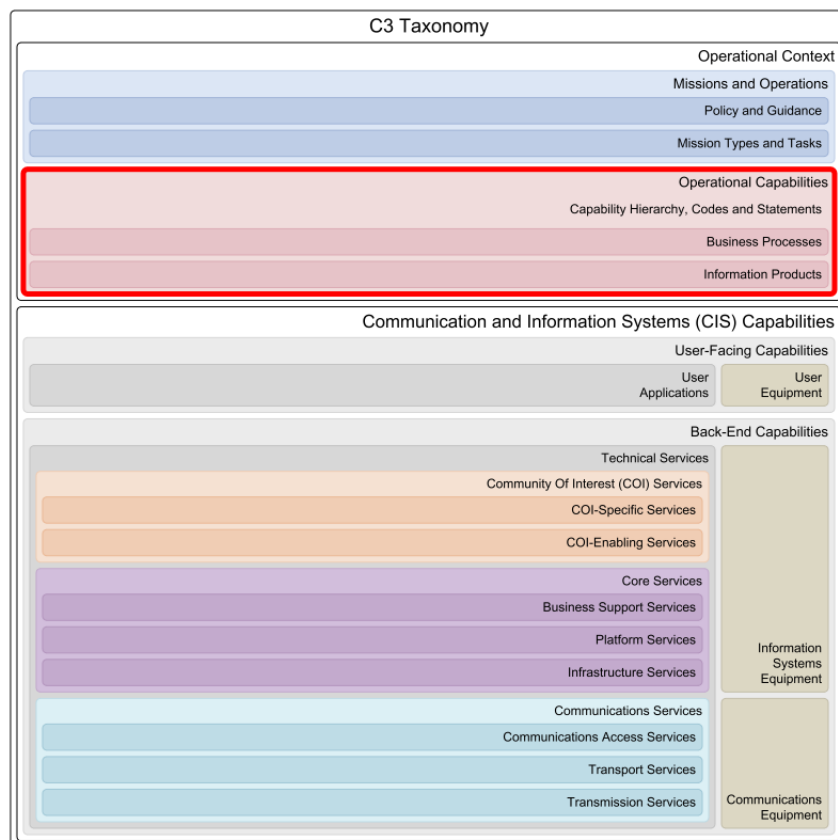 C3 Taxonomy
Operational Context
Missions and Operations
Policy and Guidance
Mission Types and Tasks
Operational Capabilities
Capability Hierarchy, Codes and Statements
Business Processes
Information Products
Communication and Information Systems (CIS) Capabilities
User-Facing Capabilities
User
Applications
User
Equipment
Back-End Capabilities
Technical Services
Community Of Interest (COI) Services
COI-Specific Services
COI-Enabling Services
Core Services
Business Support Services
Platform Services
Infrastructure Services
Information
Systems
Equipment
Communications Services
Communications Access Services
Transport Services
Transmission Services
Communications
Equipment